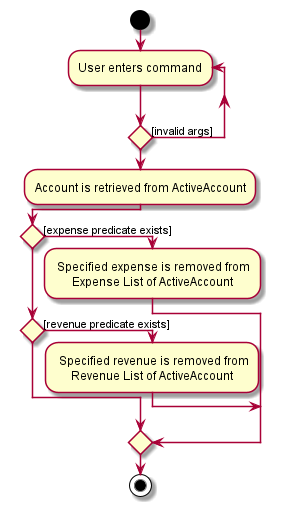 User enters command
[invalid args]
Account is retrieved from ActiveAccount
[expense predicate exists]
Specified expense is removed from
Expense List of ActiveAccount
[revenue predicate exists]
Specified revenue is removed from
Revenue List of ActiveAccount